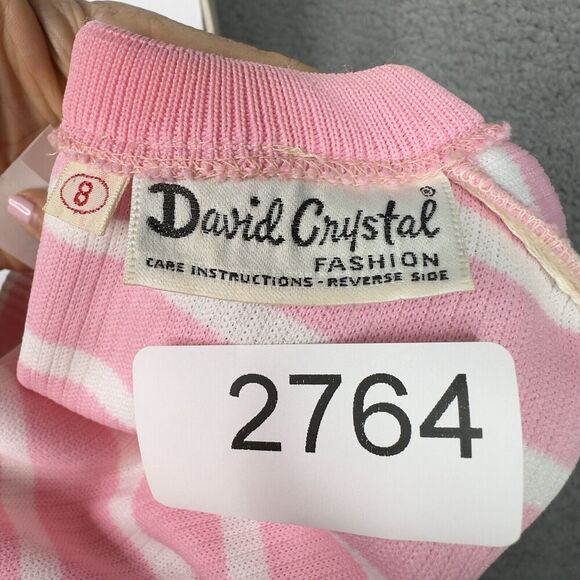 8
David Crystal®
FASHION
CARE INSTRUCTIONS - REVERSE SIDE
2764